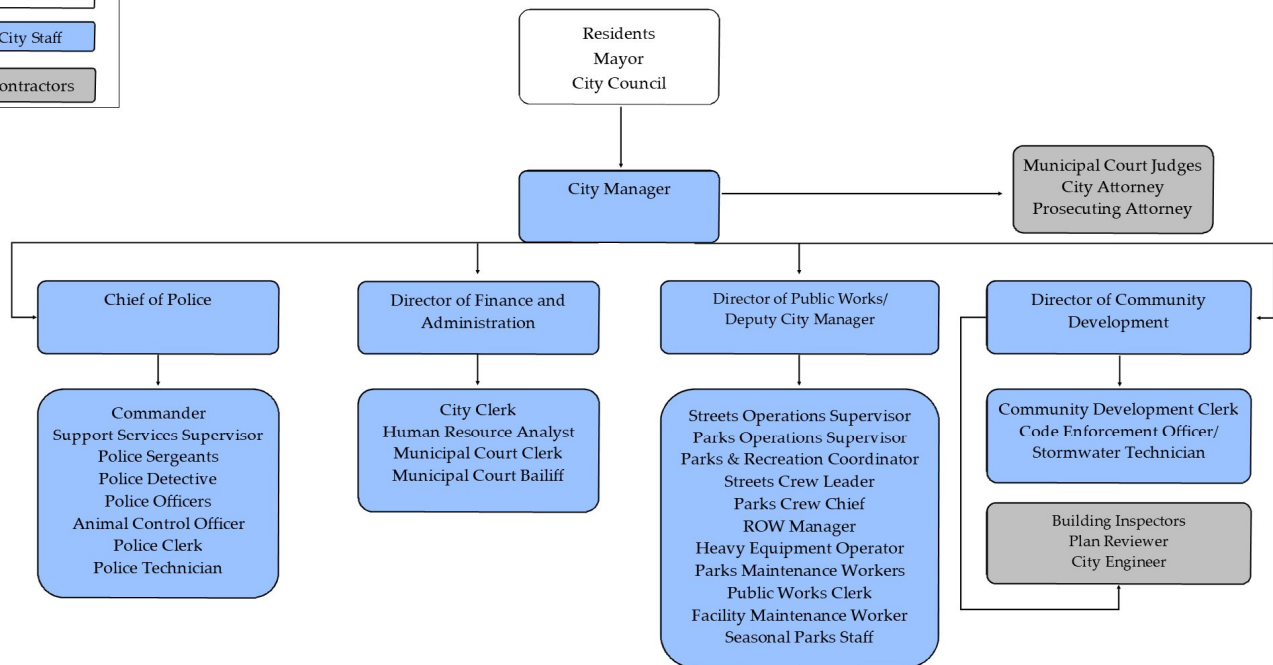 City Staff
ontractors
Residents
Mayor
City Council
City Manager
Municipal Court Judges
City Attorney
Prosecuting Attorney
Chief of Police
Director of Finance and
Administration
Director of Public Works/
Deputy City Manager
Director of Community
Development
Commander
Support Services Supervisor
Police Sergeants
Police Detective
Police Officers
Animal Control Officer
Police Clerk
Police Technician
City Clerk
Human Resource Analyst
Municipal Court Clerk
Municipal Court Bailiff
Streets Operations Supervisor
Parks Operations Supervisor
Parks & Recreation Coordinator
Streets Crew Leader
Parks Crew Chief
ROW Manager
Heavy Equipment Operator
Parks Maintenance Workers
Public Works Clerk
Facility Maintenance Worker
Seasonal Parks Staff
Community Development Clerk
Code Enforcement Officer/
Stormwater Technician
Building Inspectors
Plan Reviewer
City Engineer